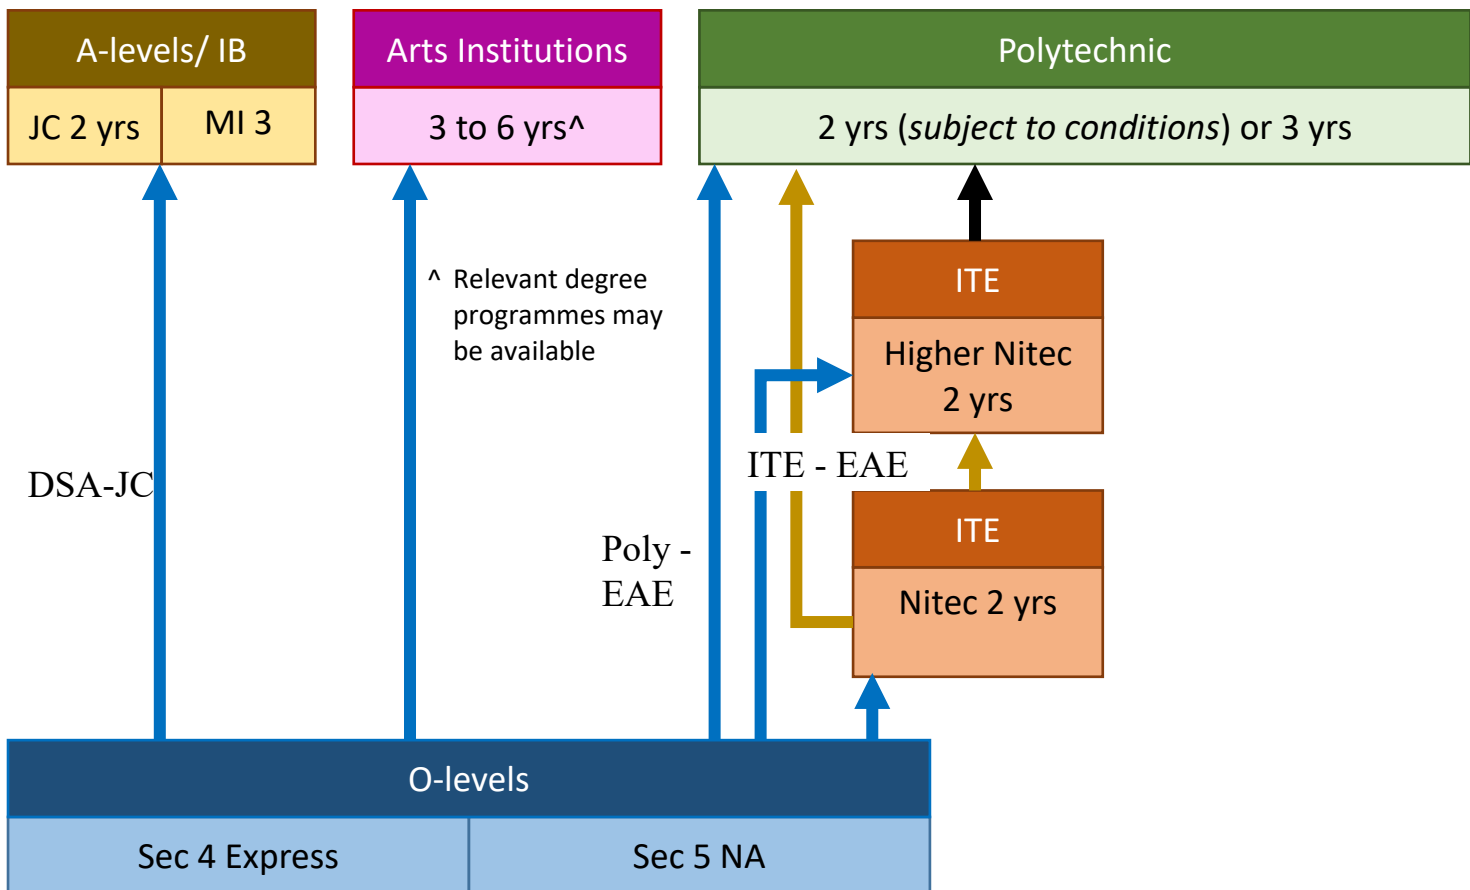 A-levels/ IB
Arts Institutions
Polytechnic
JC 2 yrs
MI 3
3 to 6 yrs^
2 yrs (subject to conditions) or 3 yrs
ITE
^ Relevant degree
programmes may
be available
Higher Nitec
2 yrs
ITE - EAE
DSA-JC
ITE
Poly -
EAE
Nitec 2 yrs
O-levels
Sec 4 Express
Sec 5 NA